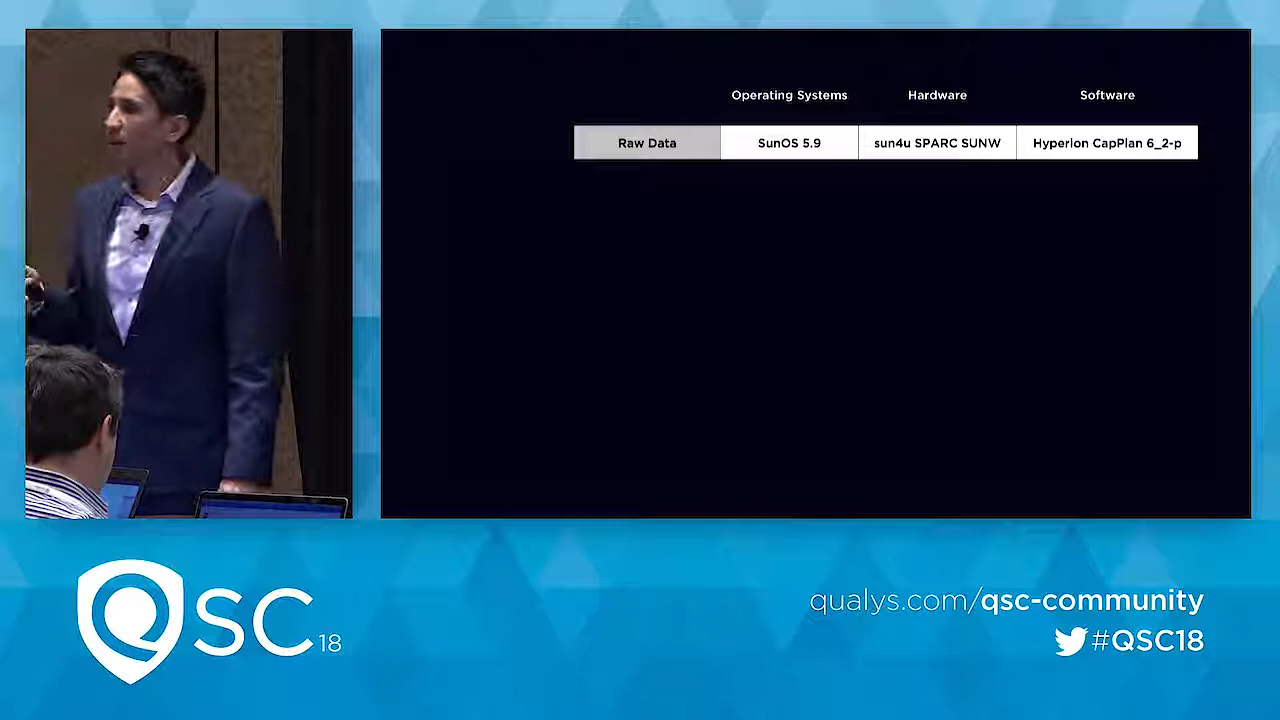 Operating Systems Hardware Software
Raw Data SunOS 5.9 sun4u SPARC SUNW Hyperion CapPlan 6_2-p
QSC18
qualys.com/qsc-community
#QSC18